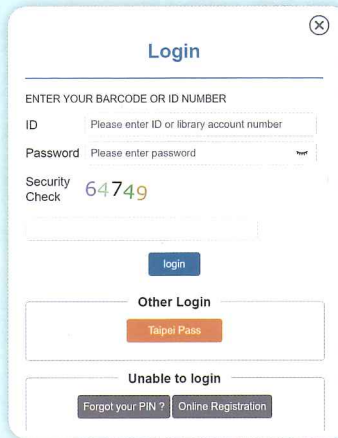 Login
ENTER YOUR BARCODE OR ID NUMBER
ID Please enter ID or library account number
Password Please enter password
Security Check 64749
login
Other Login
Taipei Pass
Unable to login
Forgot your PIN ? Online Registration